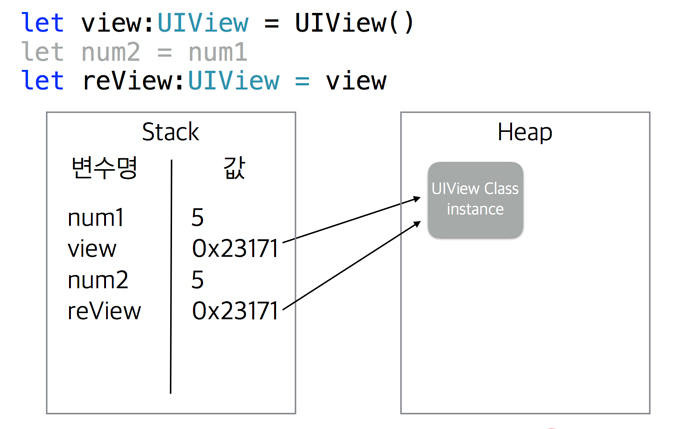 let view:UIView = UIView()
let num2 = num1
let reView:UIView = view
Stack
변수명 값
num1 5
view 0x23171
num2 5
reView 0x23171
Heap
UIView Class
instance